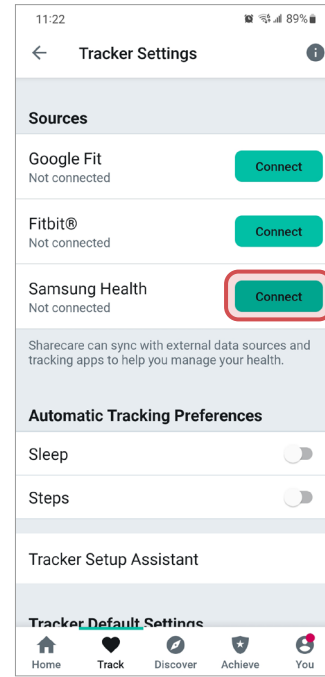 11:22 89%
Tracker Settings
Sources
Google Fit
Not connected
Connect
Fitbit®
Not connected
Connect
Samsung Health
Not connected
Connect
Sharecare can sync with external data sources and
tracking apps to help you manage your health.
Automatic Tracking Preferences
Sleep
Steps
Tracker Setup Assistant
Tracker Default Settings
Home Track Discover Achieve You